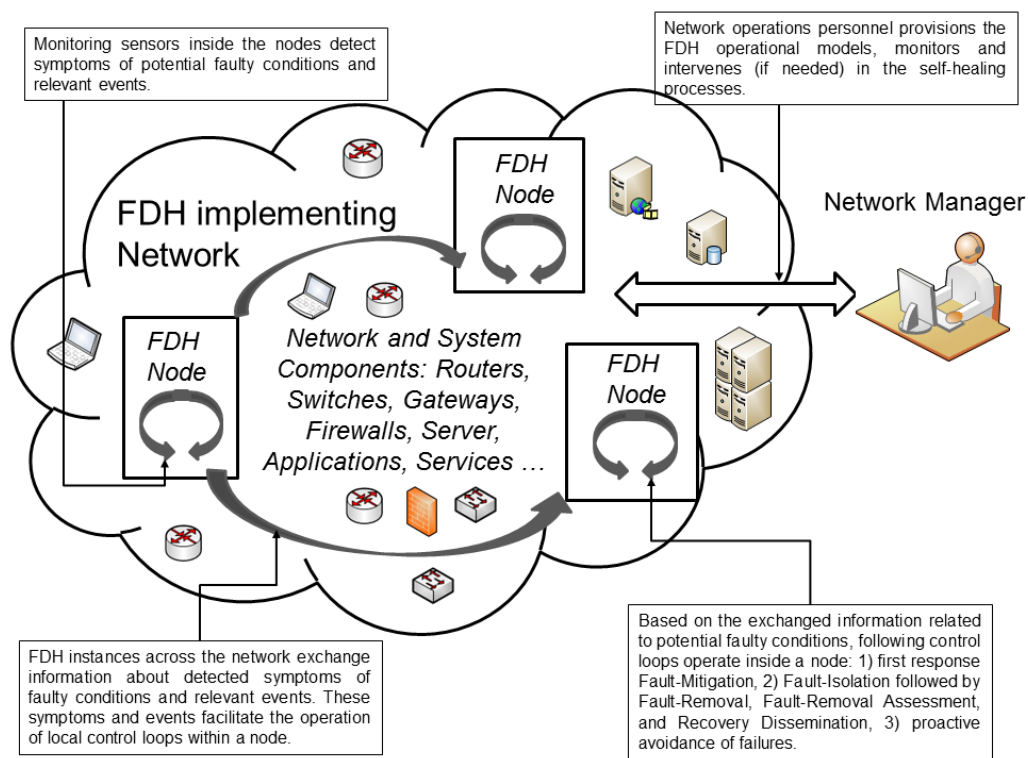 Monitoring sensors inside the nodes detect
symptoms of potential faulty conditions and
relevant events.
Network operations personnel provisions the
FDH operational models, monitors and
intervenes (if needed) in the self-healing
processes.
FDH
Node
FDH implementing
Network
Network Manager
FDH
Node
Network and System
Components: Routers,
Switches, Gateways,
Firewalls, Server,
Applications, Services …
FDH
Node
FDH instances across the network exchange
information about detected symptoms of
faulty conditions and relevant events. These
symptoms and events facilitate the operation
of local control loops within a node.
Based on the exchanged information related
to potential faulty conditions, following control
loops operate inside a node: 1) first response
Fault-Mitigation, 2) Fault-Isolation followed by
Fault-Removal, Fault-Removal Assessment,
and Recovery Dissemination, 3) proactive
avoidance of failures.